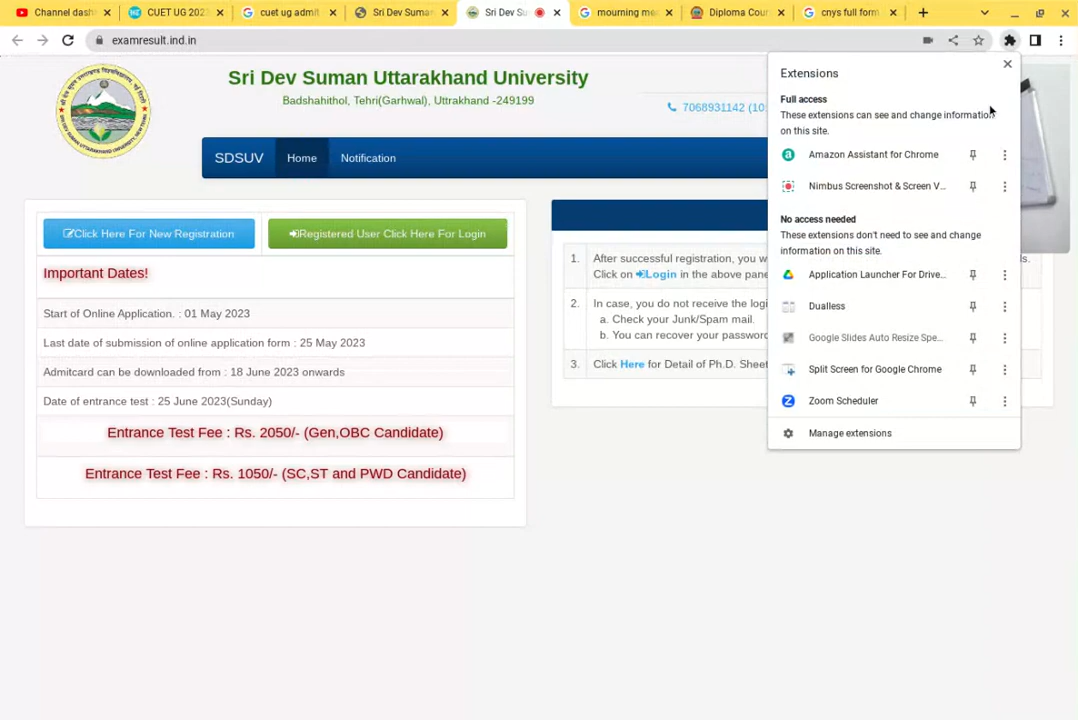 Channel dash
CUET UG 202
cuet ug admi
Sri Dev Suman
Sri Dev Su
mourning me
Diploma Cou
cnys full form
examresult.ind.in
Sri Dev Suman Uttarakhand University
Badshahithol, Tehri(Garhwal), Uttrakhand -249199
7068931142 (10:
SDSUV
Home
Notification
Click Here For New Registration
Registered User Click Here For Login
Important Dates!
Start of Online Application. : 01 May 2023
Last date of submission of online application form : 25 May 2023
Admitcard can be downloaded from : 18 June 2023 onwards
Date of entrance test : 25 June 2023(Sunday)
Entrance Test Fee : Rs. 2050/- (Gen,OBC Candidate)
Entrance Test Fee : Rs. 1050/- (SC,ST and PWD Candidate)
1. After successful registration, you w
Click on Login in the above pane
2. In case, you do not receive the logi
a. Check your Junk/Spam mail.
b. You can recover your password
3. Click Here for Detail of Ph.D. Sheet
Extensions
Full access
These extensions can see and change information
on this site.
Amazon Assistant for Chrome
Nimbus Screenshot & Screen V...
No access needed
These extensions don't need to see and change
information on this site.
Application Launcher For Drive...
Dualless
Google Slides Auto Resize Spe...
Split Screen for Google Chrome
Zoom Scheduler
Manage extensions